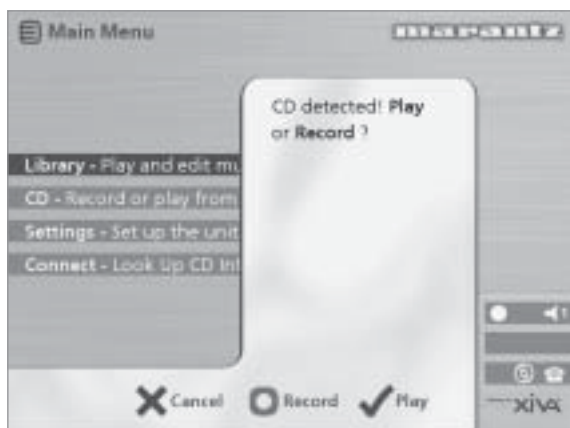 Main Menu
marantz
CD detected! Play
or Record ?
Library - Play and edit mu
CD - Record or play from
Settings - Set up the unit
Connect - Look Up CD Inf
1
Cancel
Record
Play
xiva